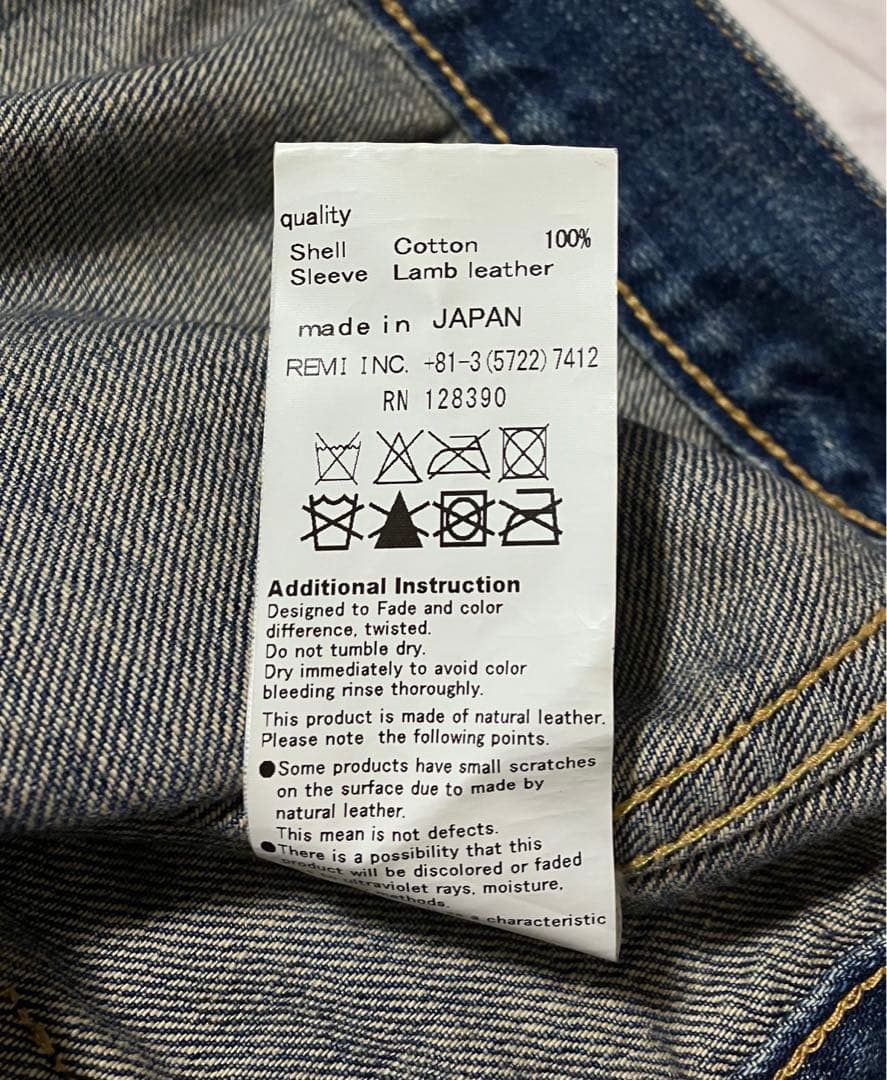 quality
Shell Cotton 100%
Sleeve Lamb leather
made in JAPAN
REMI INC. +81-3(5722)7412
RN 128390
Additional Instruction
Designed to Fade and color
difference, twisted.
Do not tumble dry.
Dry immediately to avoid color
bleeding rinse thoroughly.
This product is made of natural leather.
Please note the following points.
●Some products have small scratches
on the surface due to made by
natural leather.
This mean is not defects.
●There is a possibility that this
product will be discolored or faded
rays, moisture,
characteristic